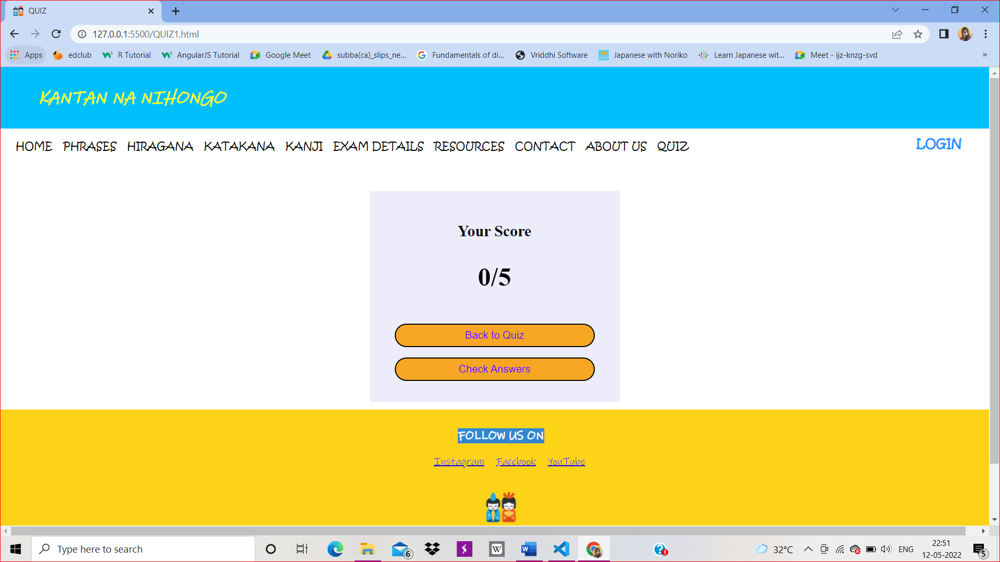 QUIZ
127.0.0.1:5500/QUIZ1.html
Apps edclub R Tutorial AngularJS Tutorial Google Meet subba(ca)_slips_ne... Fundamentals of di... Vriddhi Software Japanese with Noriko Learn Japanese wit... Meet - ijz-knzg-svd »
KANTAN NA NIHONGO
HOME PHRASES HIRAGANA KATAKANA KANJI EXAM DETAILS RESOURCES CONTACT ABOUT US QUIZ LOGIN
Your Score
0/5
Back to Quiz
Check Answers
FOLLOW US ON
Instagram Facebook YouTube
Type here to search 6 W 32°C ENG 22:51
12-05-2022 5